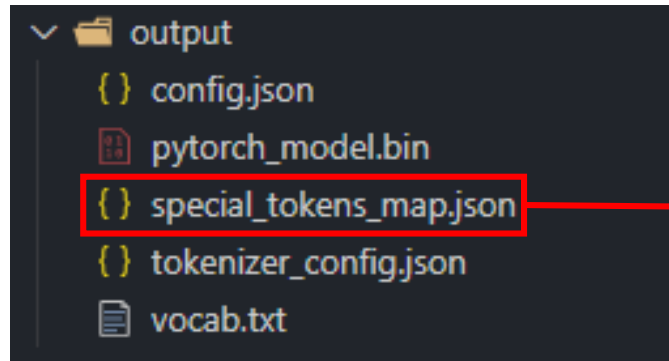 output
{} config.json
pytorch_model.bin
{} special_tokens_map.json
{} tokenizer_config.json
vocab.txt